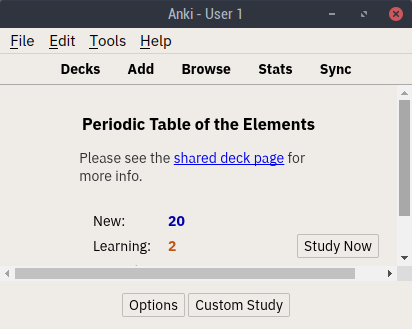 Anki - User 1
File Edit Tools Help
Decks Add Browse Stats Sync
Periodic Table of the Elements
Please see the shared deck page for
more info.
New: 20
Learning: 2 Study Now
Options Custom Study